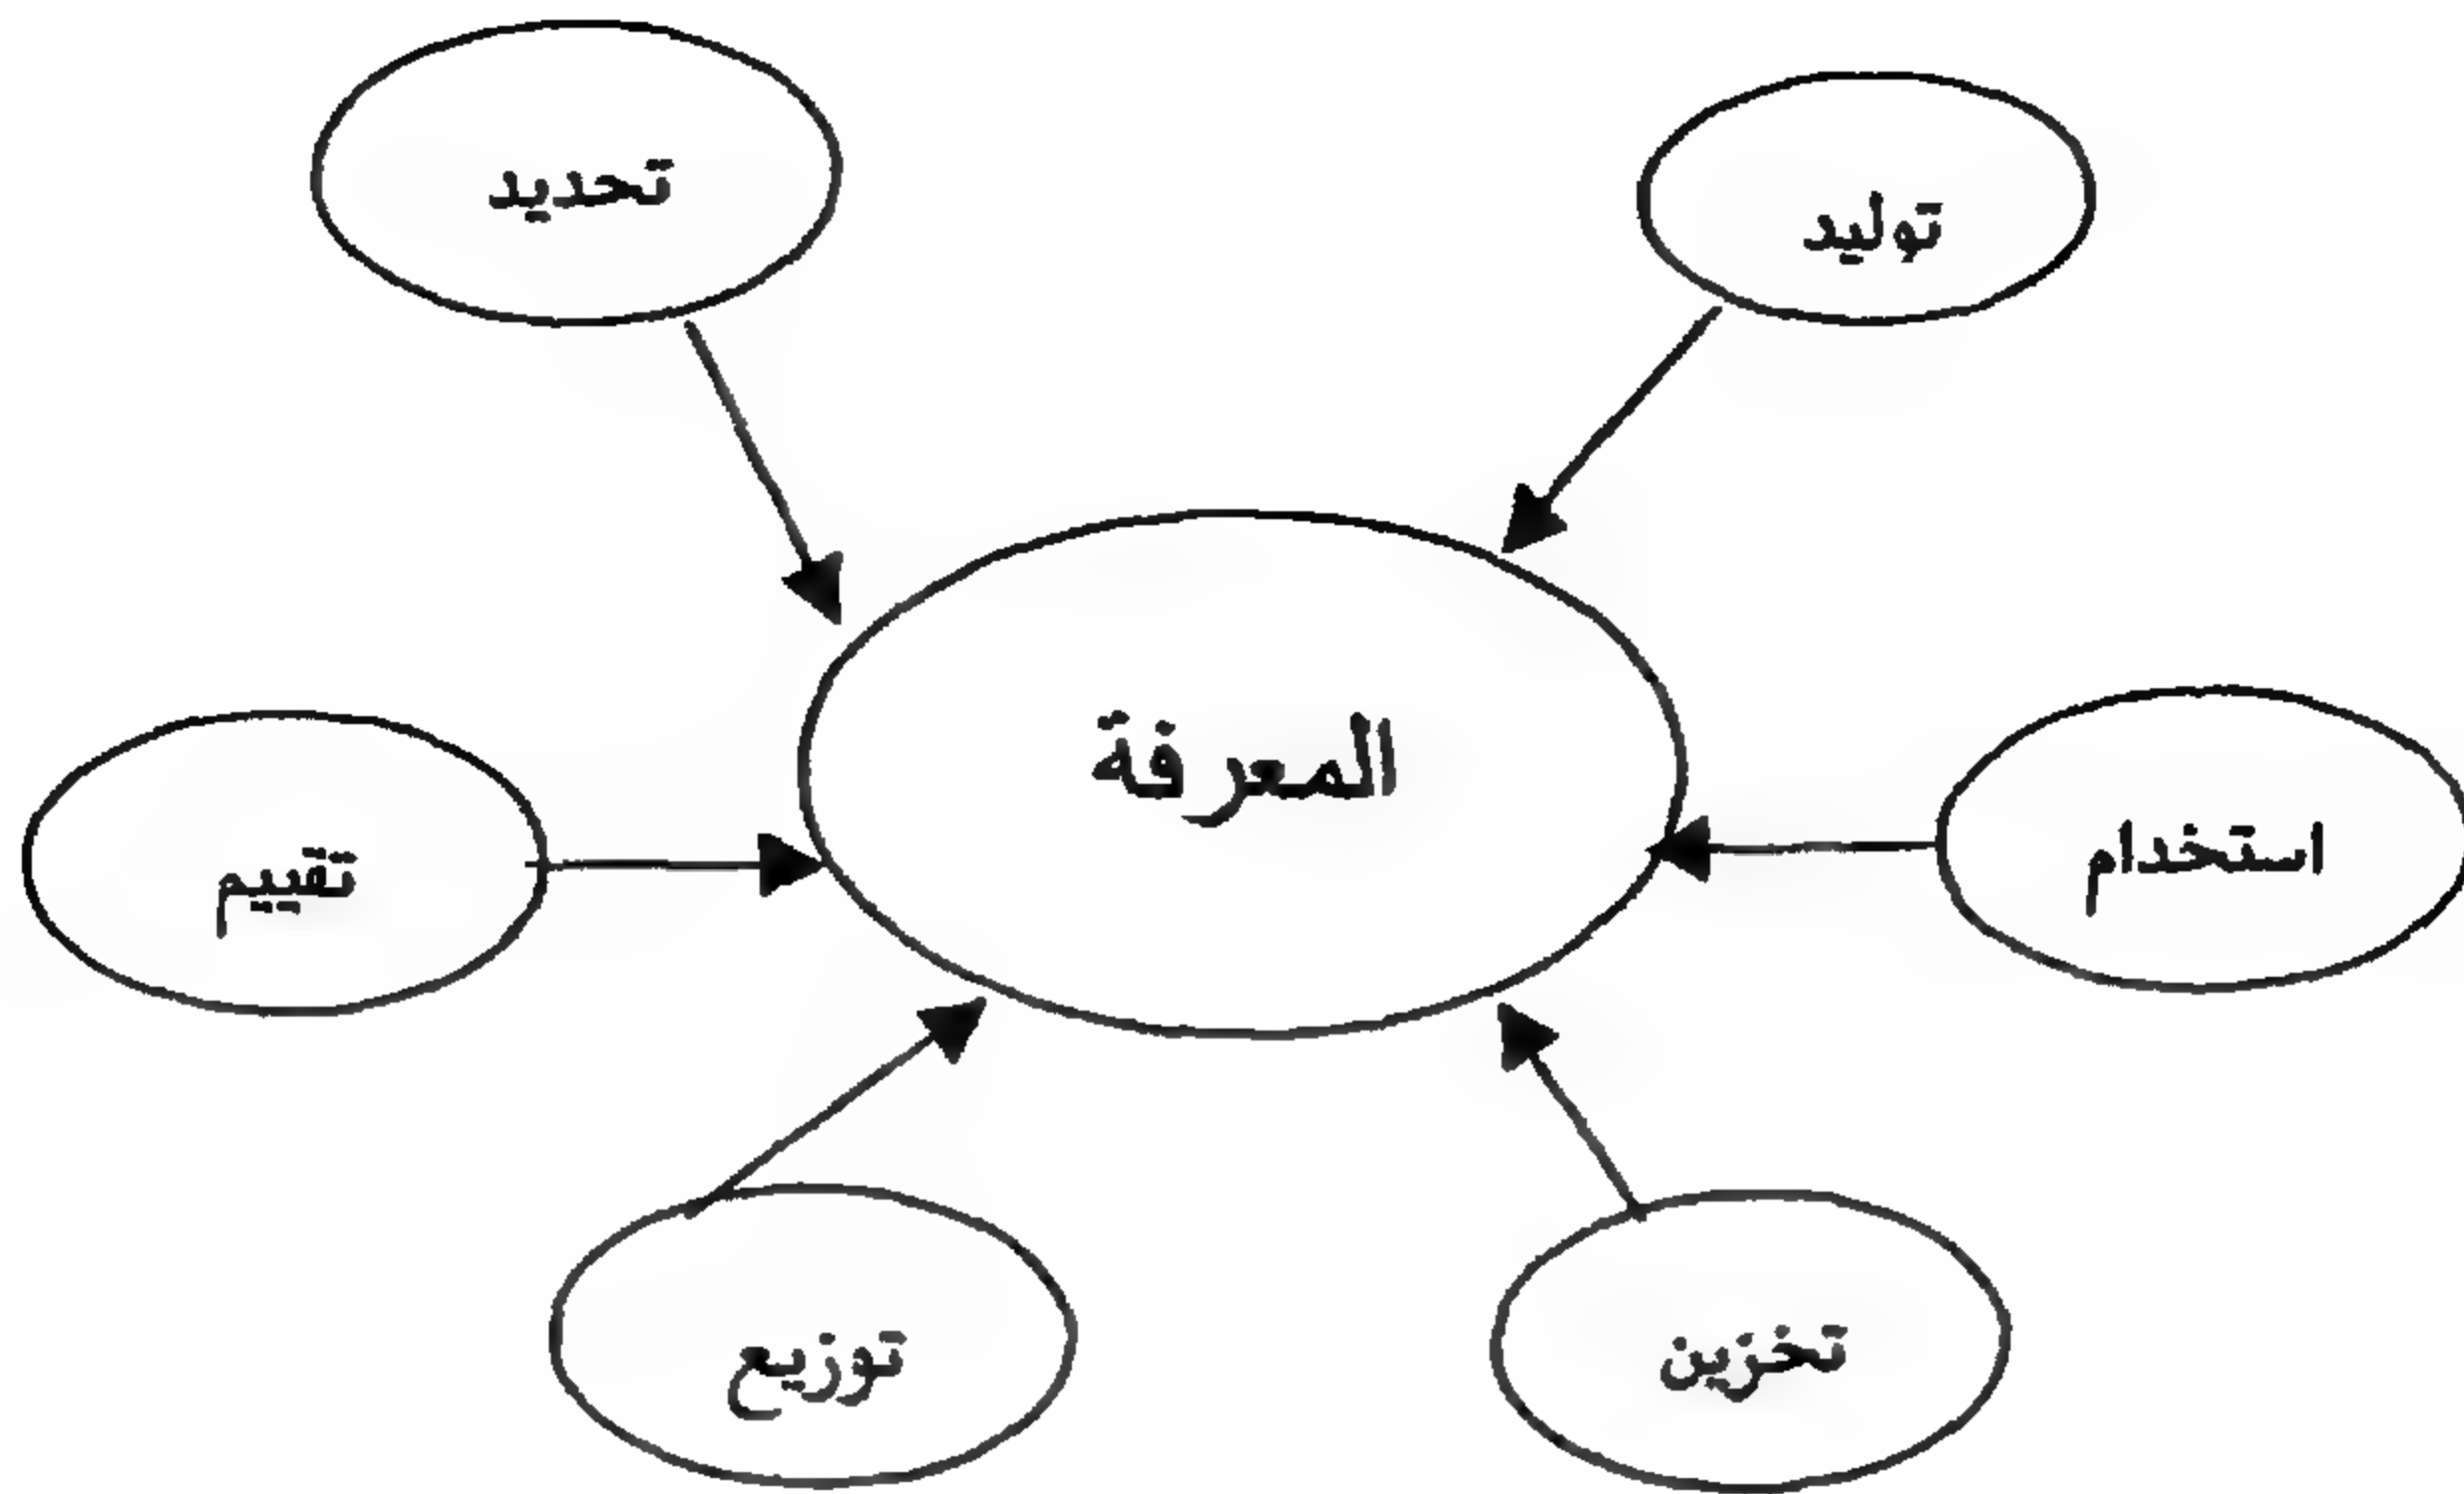 تحديد
توليد
المعرفة
استخدام
تقييم
تخزين
توزيع